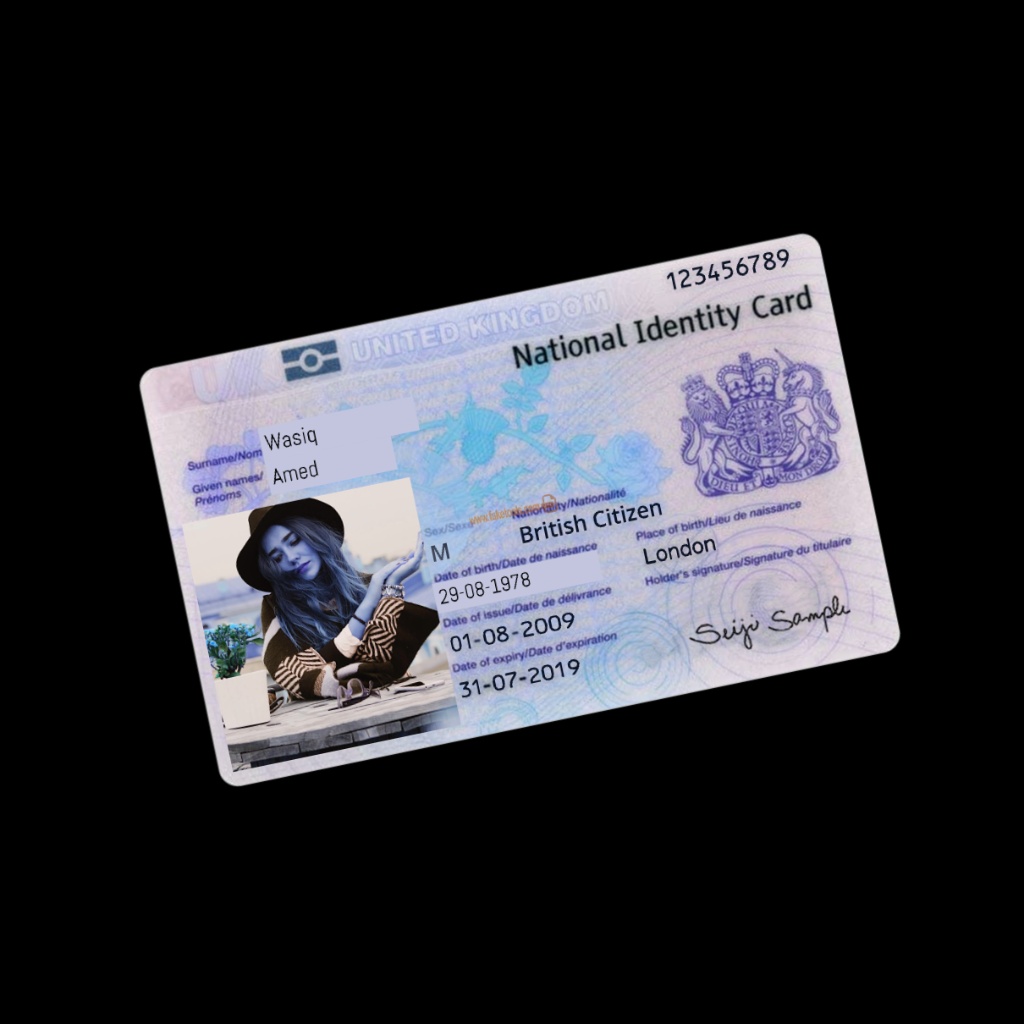 123456789
UNITED KINGDOM
National Identity Card
Surname/Nom
Wasiq
Given names/
Prénoms
Amed
Sex/Sexe
M
Nationality/Nationalité
British Citizen
Date of birth/Date de naissance
29-08-1978
Place of birth/Lieu de naissance
London
Date of issue/Date de délivrance
01-08-2009
Holder's signature/Signature du titulaire
Seiji Sample
Date of expiry/Date d'expiration
31-07-2019
DIEU ET MON DROIT